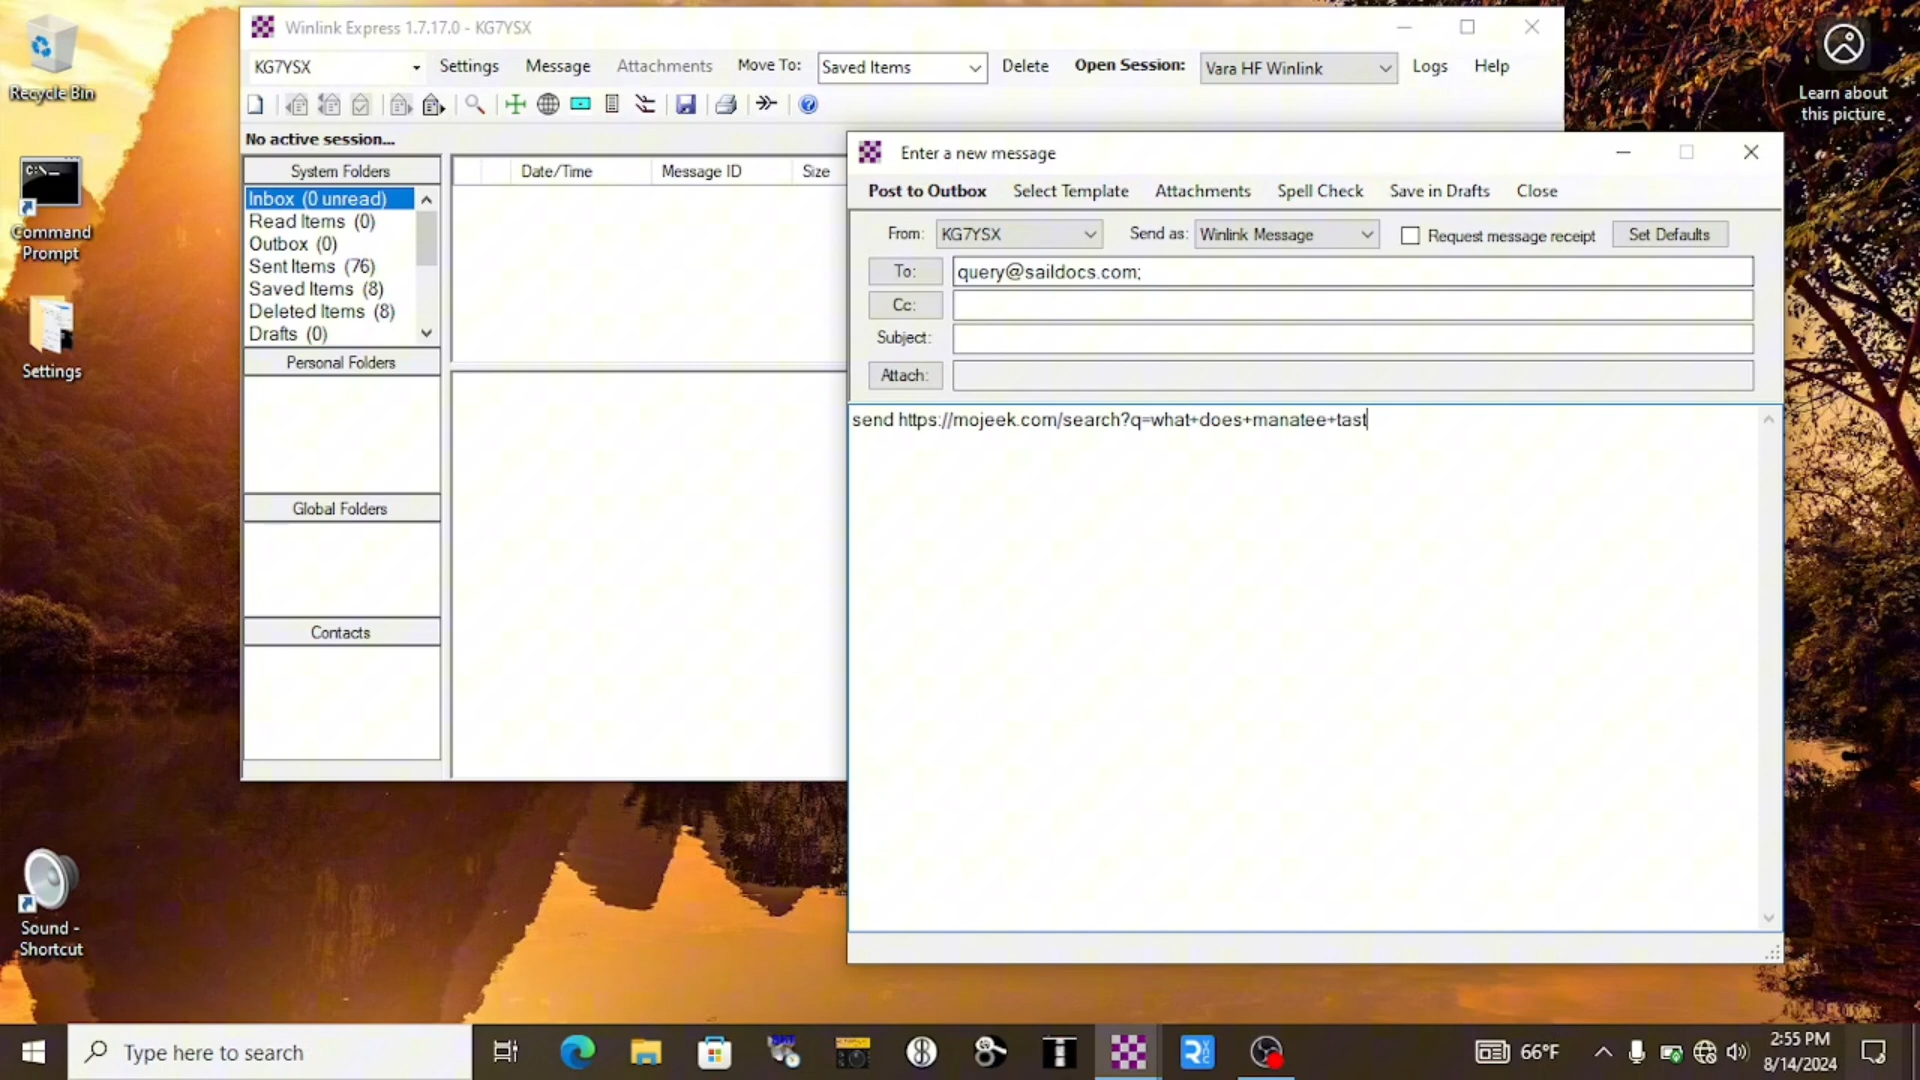 Recycle Bin
Command Prompt
Settings
Sound - Shortcut
Learn about this picture
Winlink Express 1.7.17.0 - KG7YSX
KG7YSX Settings Message Attachments Move To: Saved Items Delete Open Session: Vara HF Winlink Logs Help
No active session...
System Folders
Inbox (0 unread)
Read Items (0)
Outbox (0)
Sent Items (76)
Saved Items (8)
Deleted Items (8)
Drafts (0)
Personal Folders
Global Folders
Contacts
Date/Time Message ID Size
Enter a new message
Post to Outbox Select Template Attachments Spell Check Save in Drafts Close
From: KG7YSX Send as: Winlink Message Request message receipt Set Defaults
To: query@saildocs.com;
Cc:
Subject:
Attach:
send https://mojeek.com/search?q=what+does+manatee+tast
Type here to search
66°F
2:55 PM
8/14/2024